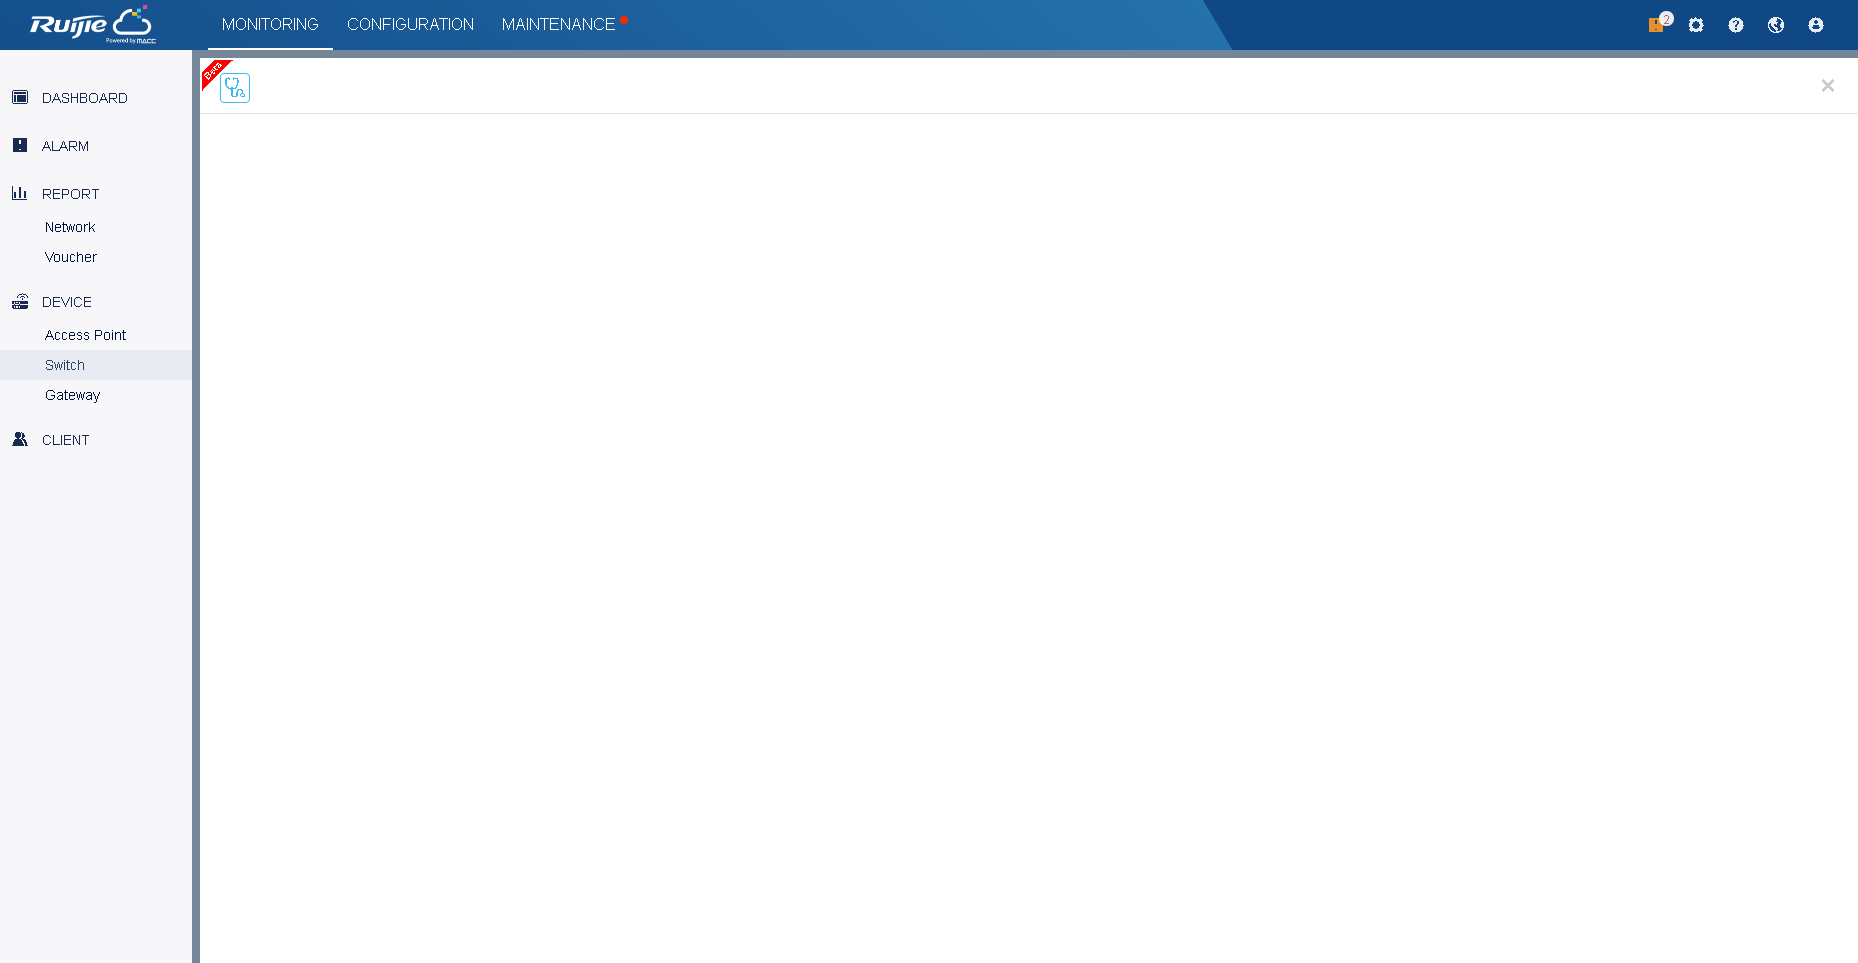 Ruijie
Powered by MACC
MONITORING
CONFIGURATION
MAINTENANCE
2
Beta
×
DASHBOARD
ALARM
REPORT
Network
Voucher
DEVICE
Access Point
Switch
Gateway
CLIENT